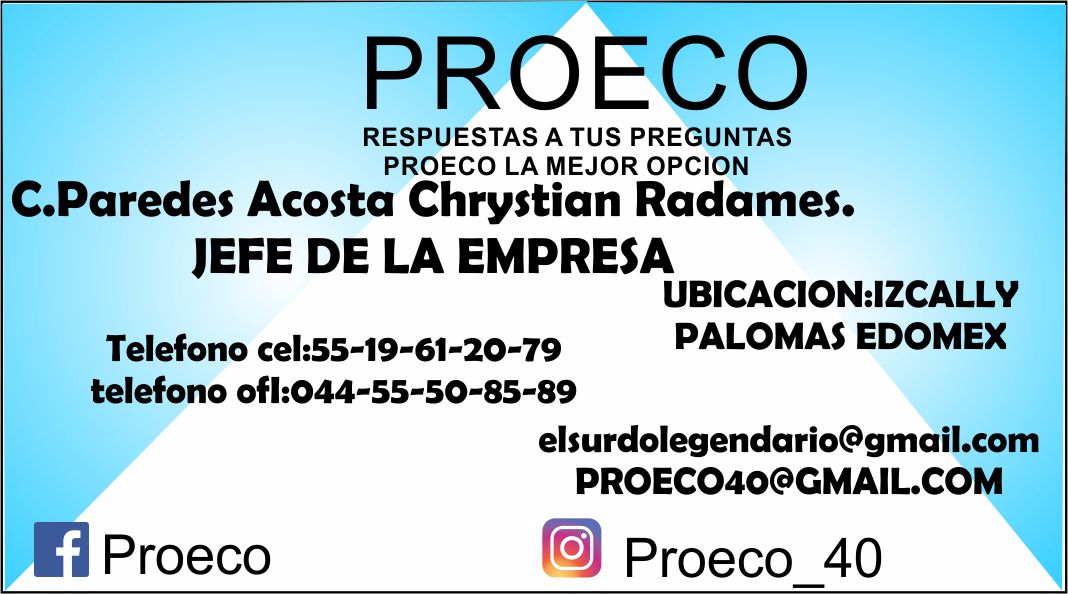 PROECO
RESPUESTAS A TUS PREGUNTAS
PROECO LA MEJOR OPCION
C.Paredes Acosta Chrystian Radames.
JEFE DE LA EMPRESA
UBICACION:IZCALLY
PALOMAS EDOMEX
Telefono cel:55-19-61-20-79
telefono ofl:044-55-50-85-89
elsurdolegendario@gmail.com
PROECO40@GMAIL.COM
Proeco
Proeco_40